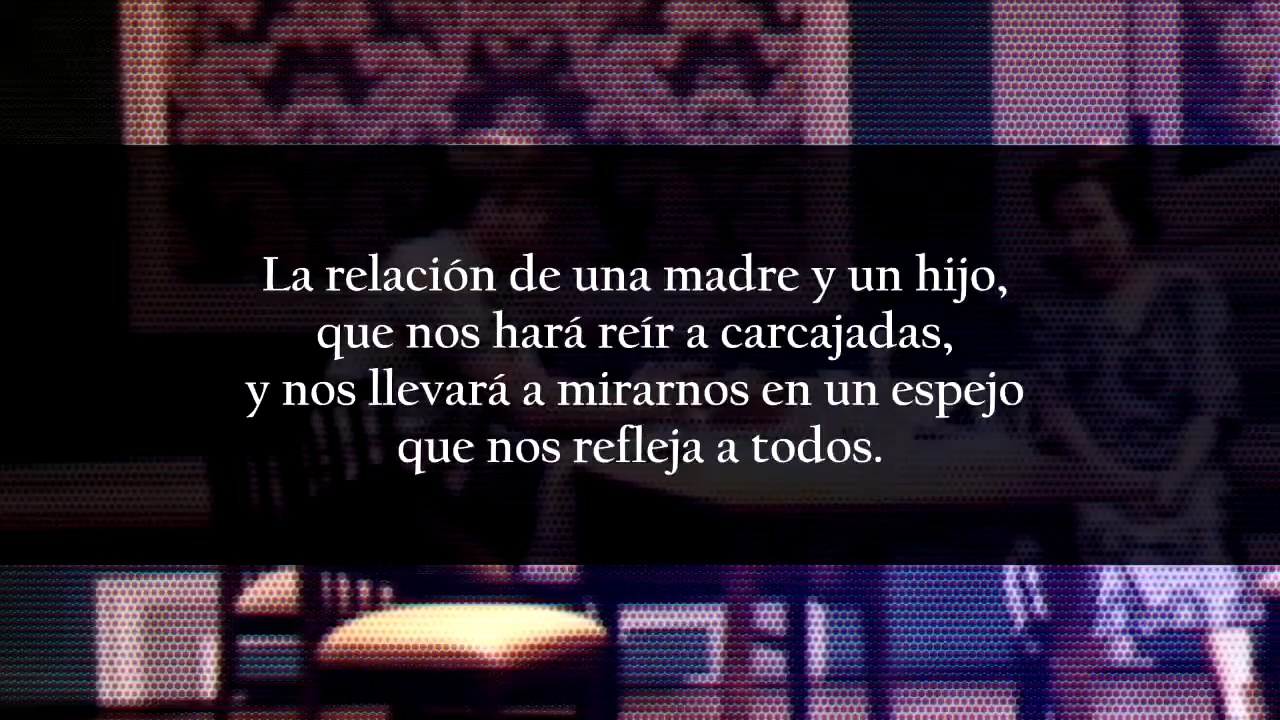 La relación de una madre y un hijo,
que nos hará reír a carcajadas,
y nos llevará a mirarnos en un espejo
que nos refleja a todos.